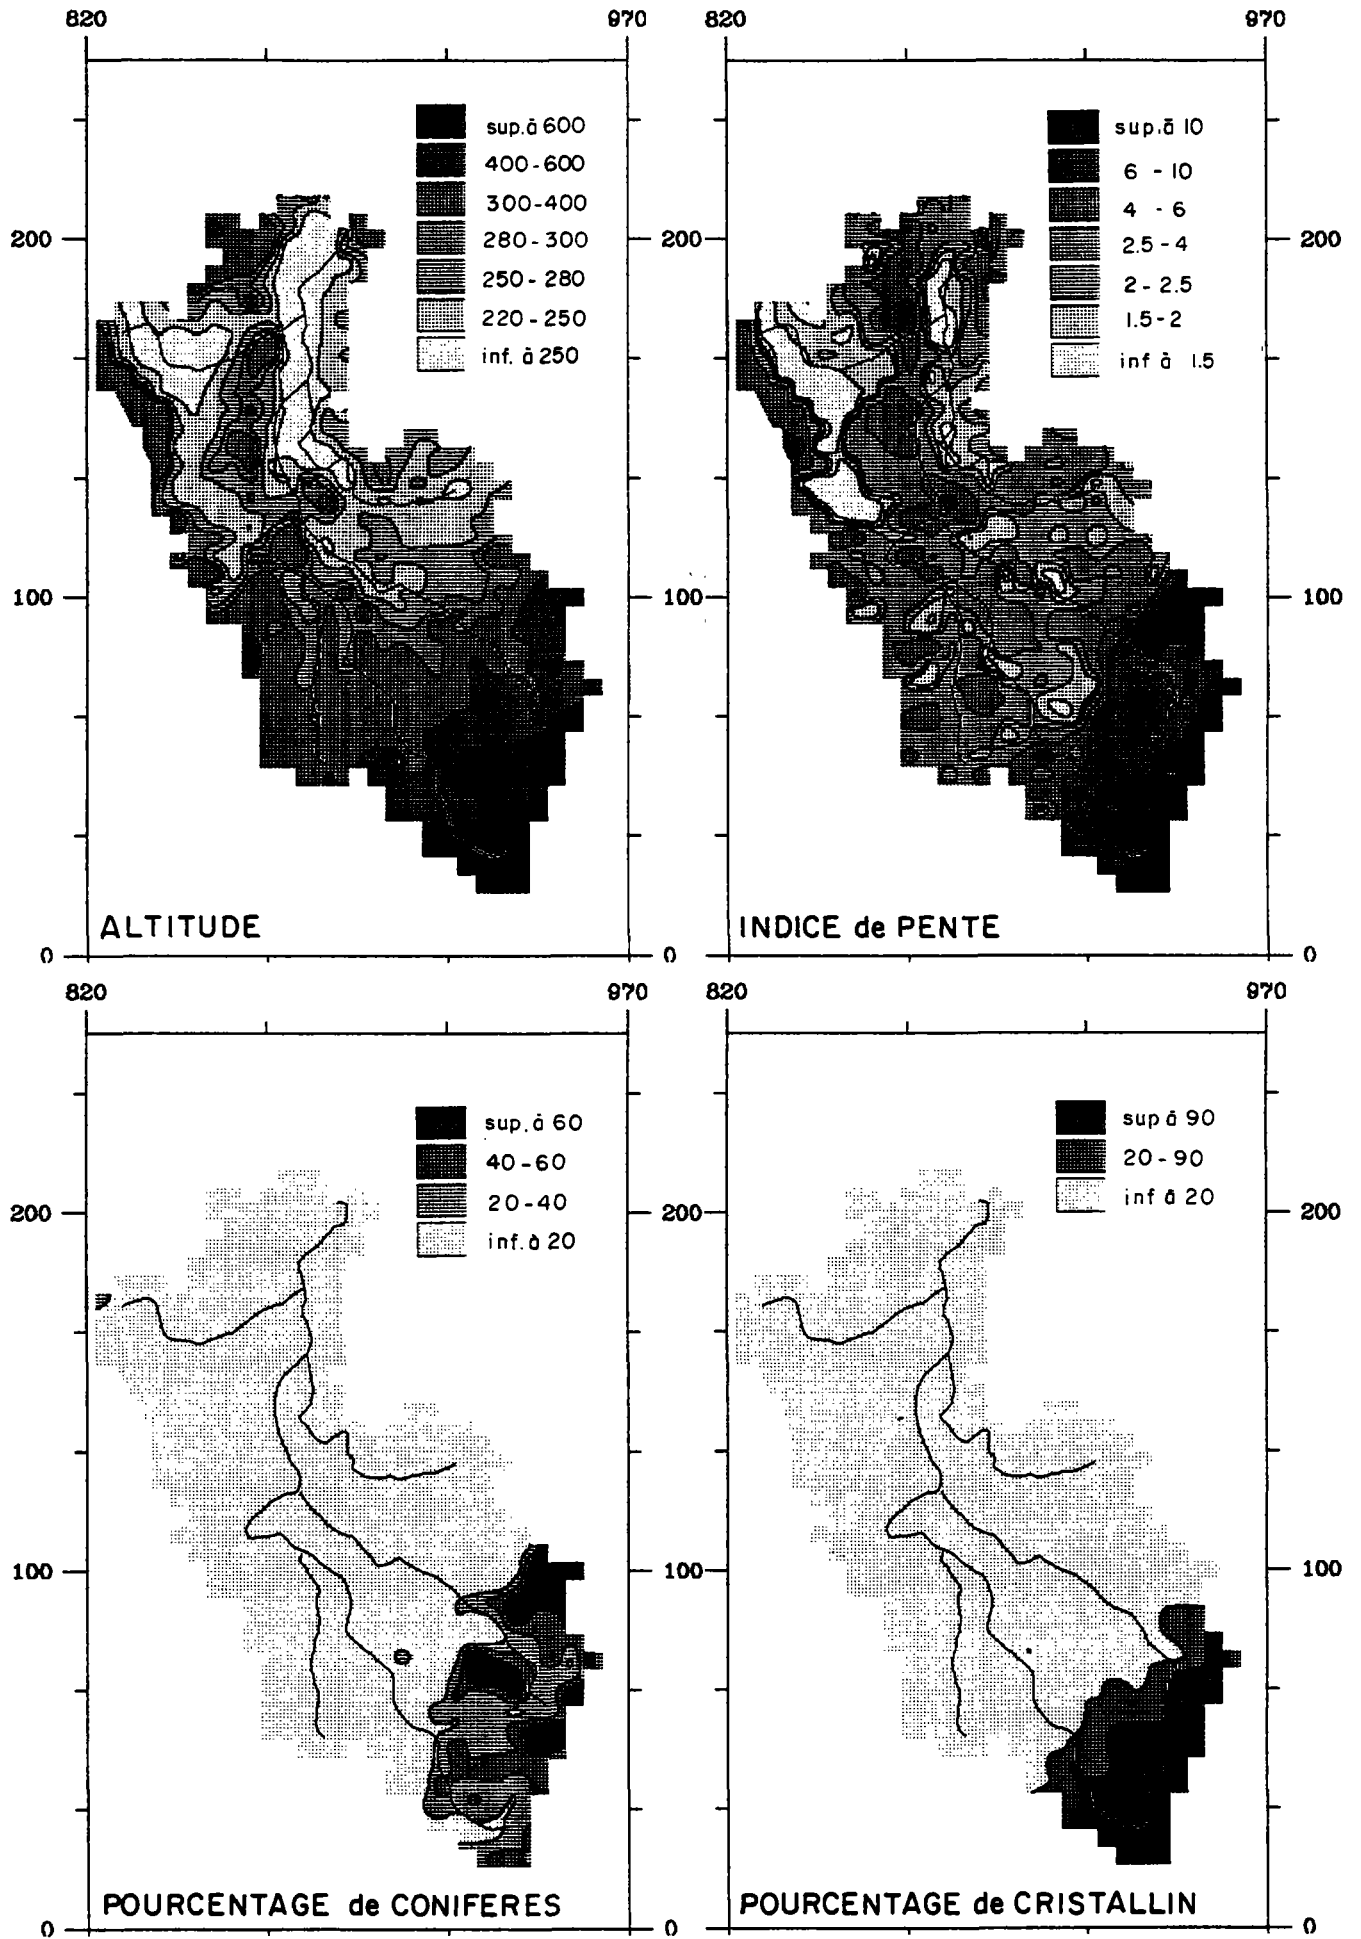 820 970
sup.à 600
400-600
300-400
280-300
250-280
220-250
inf. à 250
200
100
0
ALTITUDE
820 970
sup.à 10
6 - 10
4 - 6
2.5-4
2-2.5
1.5-2
inf à 1.5
200 200
100 100
0 0
INDICE de PENTE
820 970
sup.à 60
40-60
20-40
inf.à 20
200
100
0
POURCENTAGE de CONIFERES
820 970
sup à 90
20-90
inf à 20
200 200
100 100
0 0
POURCENTAGE de CRISTALLIN